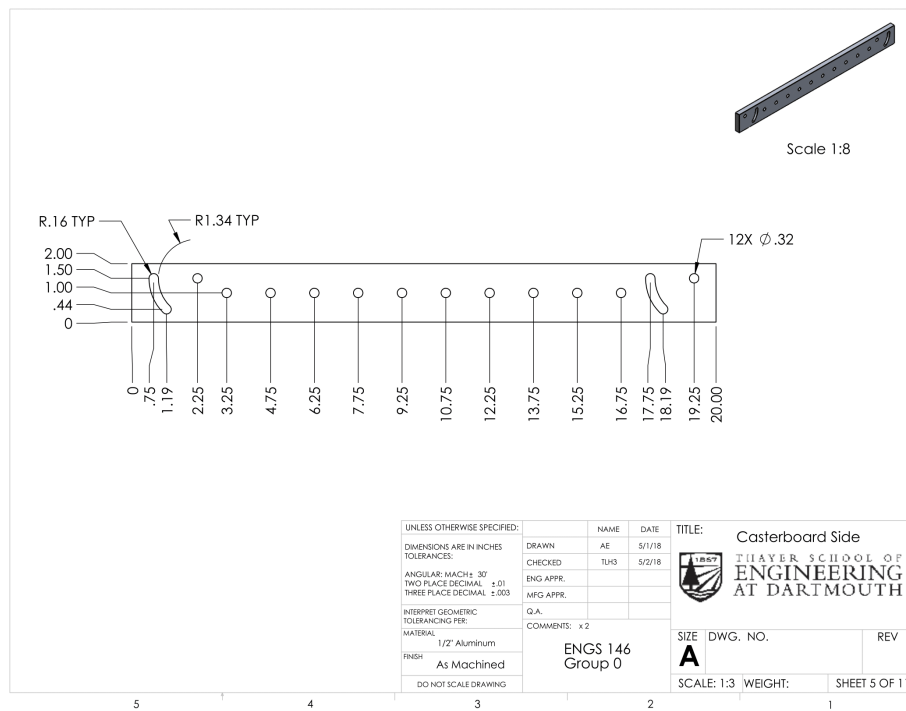 Scale 1:8
R.16 TYP
R1.34 TYP
12X ∅.32
2.00
1.50
1.00
.44
0
0
.75
1.19
2.25
3.25
4.75
6.25
7.75
9.25
10.75
12.25
13.75
15.25
16.75
17.75
18.19
19.25
20.00
UNLESS OTHERWISE SPECIFIED:
DIMENSIONS ARE IN INCHES
TOLERANCES:
ANGULAR: MACH± 30'
TWO PLACE DECIMAL ±.01
THREE PLACE DECIMAL ±.003
INTERPRET GEOMETRIC
TOLERANCING PER:
MATERIAL
1/2" Aluminum
FINISH
As Machined
DO NOT SCALE DRAWING
NAME DATE
DRAWN AE 5/1/18
CHECKED TLH3 5/2/18
ENG APPR.
MFG APPR.
Q.A.
COMMENTS: x 2
ENGS 146
Group 0
TITLE:
Casterboard Side
1867
THAYER SCHOOL OF
ENGINEERING
AT DARTMOUTH
SIZE DWG. NO. REV
A
SCALE: 1:3 WEIGHT: SHEET 5 OF
5 4 3 2 1